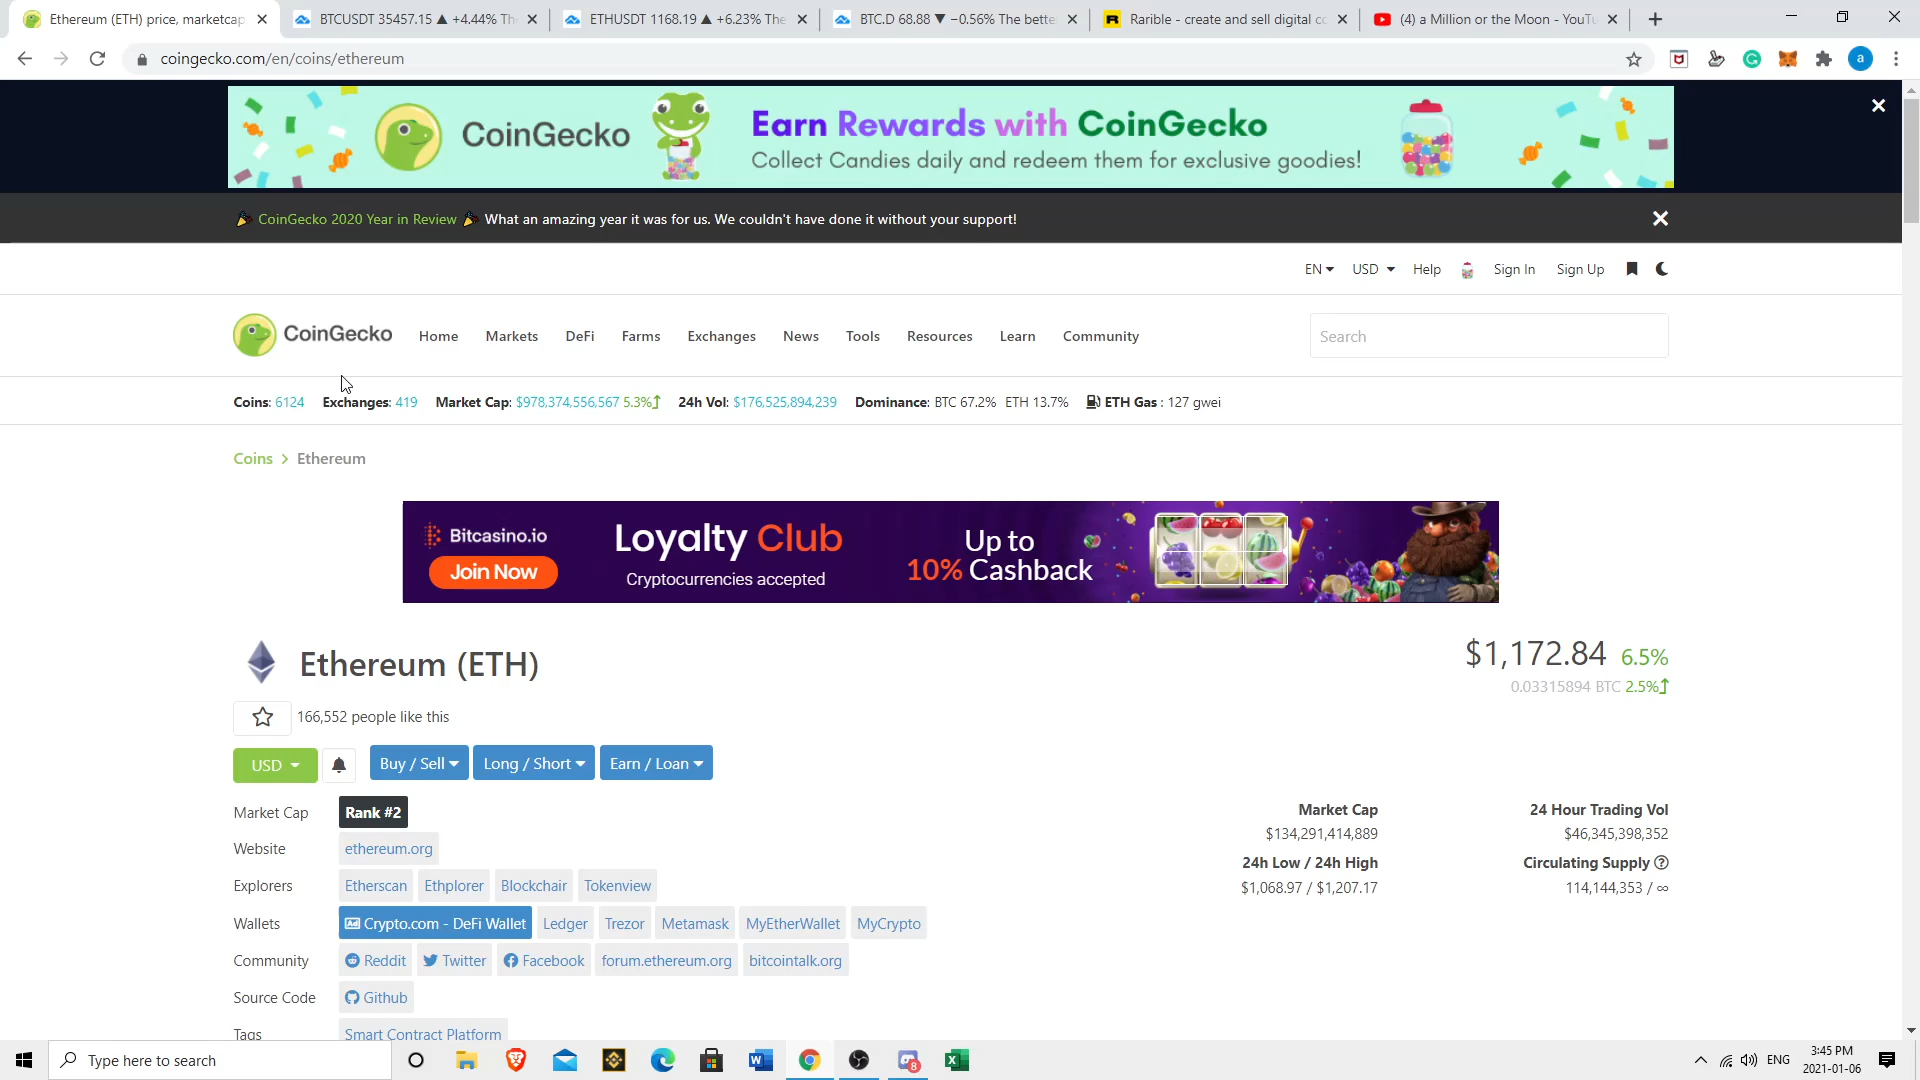 Ethereum (ETH) price, marketcap
BTCUSDT 35457.15 ▲ +4.44% Th
ETHUSDT 1168.19 ▲ +6.23% The
BTC.D 68.88 ▼ −0.56% The bette
Rarible - create and sell digital co
(4) a Million or the Moon - YouTu
coingecko.com/en/coins/ethereum
a
CoinGecko
Earn Rewards with CoinGecko
Collect Candies daily and redeem them for exclusive goodies!
CoinGecko 2020 Year in Review What an amazing year it was for us. We couldn't have done it without your support!
EN USD Help Sign In Sign Up
CoinGecko Home Markets DeFi Farms Exchanges News Tools Resources Learn Community Search
Coins: 6124 Exchanges: 419 Market Cap: $978,374,556,567 5.3% 24h Vol: $176,525,894,239 Dominance: BTC 67.2% ETH 13.7% ETH Gas : 127 gwei
Coins > Ethereum
Bitcasino.io
Join Now
Loyalty Club
Cryptocurrencies accepted
Up to
10% Cashback
Ethereum (ETH)
$1,172.84 6.5%
0.03315894 BTC 2.5%
166,552 people like this
USD Buy / Sell Long / Short Earn / Loan
Market Cap Rank #2
Website ethereum.org
Explorers Etherscan Ethplorer Blockchair Tokenview
Wallets Ad Crypto.com - DeFi Wallet Ledger Trezor Metamask MyEtherWallet MyCrypto
Community Reddit Twitter Facebook forum.ethereum.org bitcointalk.org
Source Code Github
Tags Smart Contract Platform
Market Cap 24 Hour Trading Vol
$134,291,414,889 $46,345,398,352
24h Low / 24h High Circulating Supply
$1,068.97 / $1,207.17 114,144,353 / ∞
Type here to search
8
ENG
3:45 PM
2021-01-06